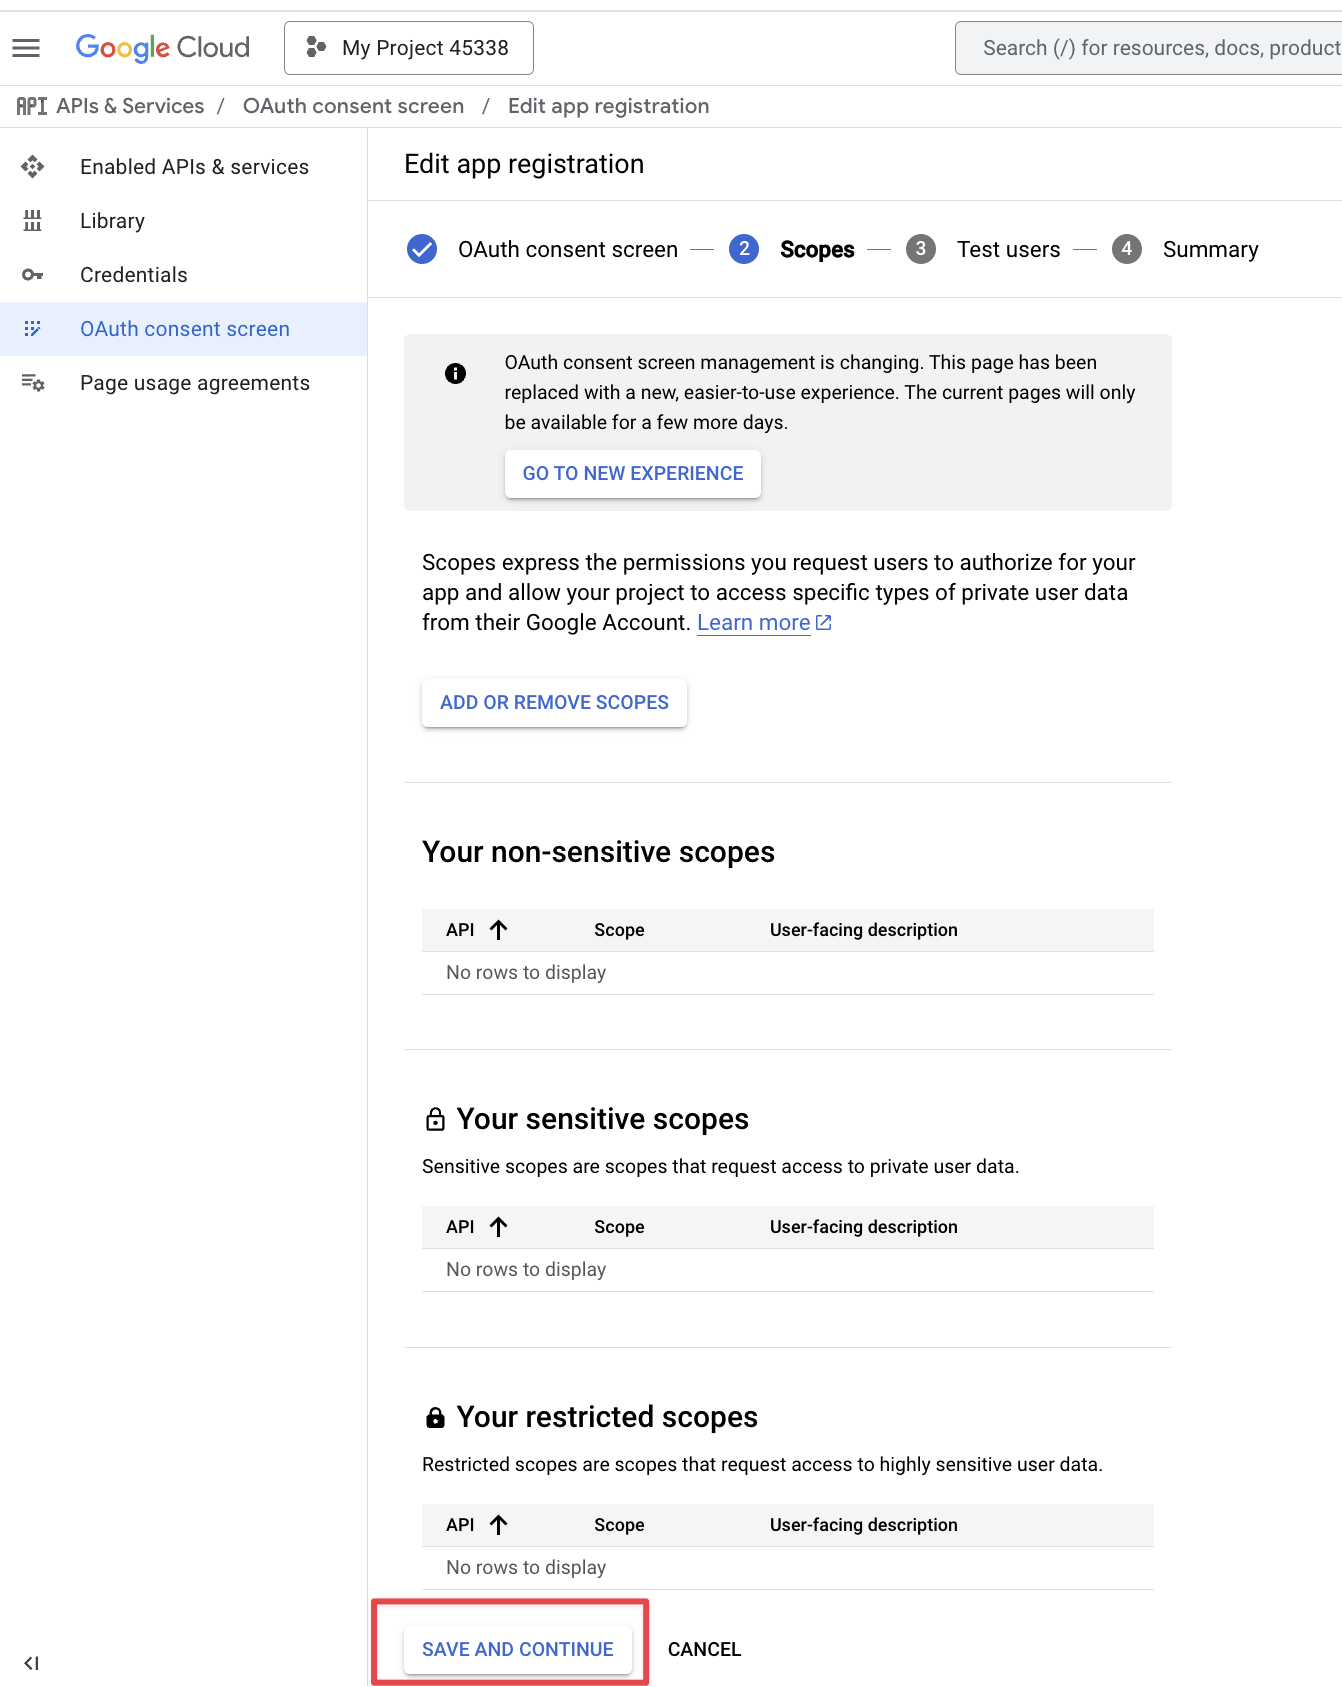 Google Cloud
My Project 45338
Search (/) for resources, docs, product
API APIs & Services / OAuth consent screen / Edit app registration
Enabled APIs & services
Library
Credentials
OAuth consent screen
Page usage agreements
Edit app registration
OAuth consent screen — 2 Scopes — 3 Test users — 4 Summary
OAuth consent screen management is changing. This page has been
replaced with a new, easier-to-use experience. The current pages will only
be available for a few more days.
GO TO NEW EXPERIENCE
Scopes express the permissions you request users to authorize for your
app and allow your project to access specific types of private user data
from their Google Account. Learn more
ADD OR REMOVE SCOPES
Your non-sensitive scopes
API Scope User-facing description
No rows to display
Your sensitive scopes
Sensitive scopes are scopes that request access to private user data.
API Scope User-facing description
No rows to display
Your restricted scopes
Restricted scopes are scopes that request access to highly sensitive user data.
API Scope User-facing description
No rows to display
SAVE AND CONTINUE CANCEL